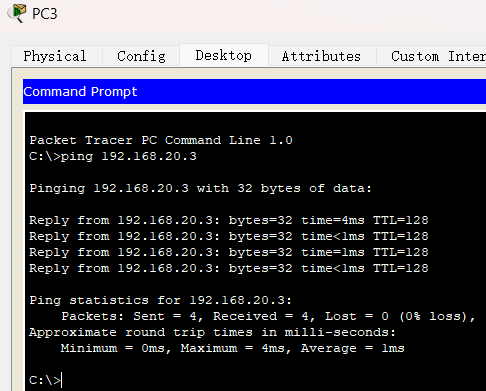 PC3
Physical Config Desktop Attributes Custom Inter
Command Prompt
Packet Tracer PC Command Line 1.0
C:\>ping 192.168.20.3
Pinging 192.168.20.3 with 32 bytes of data:
Reply from 192.168.20.3: bytes=32 time=4ms TTL=128
Reply from 192.168.20.3: bytes=32 time<1ms TTL=128
Reply from 192.168.20.3: bytes=32 time=1ms TTL=128
Reply from 192.168.20.3: bytes=32 time<1ms TTL=128
Ping statistics for 192.168.20.3:
Packets: Sent = 4, Received = 4, Lost = 0 (0% loss),
Approximate round trip times in milli-seconds:
Minimum = 0ms, Maximum = 4ms, Average = 1ms
C:\>